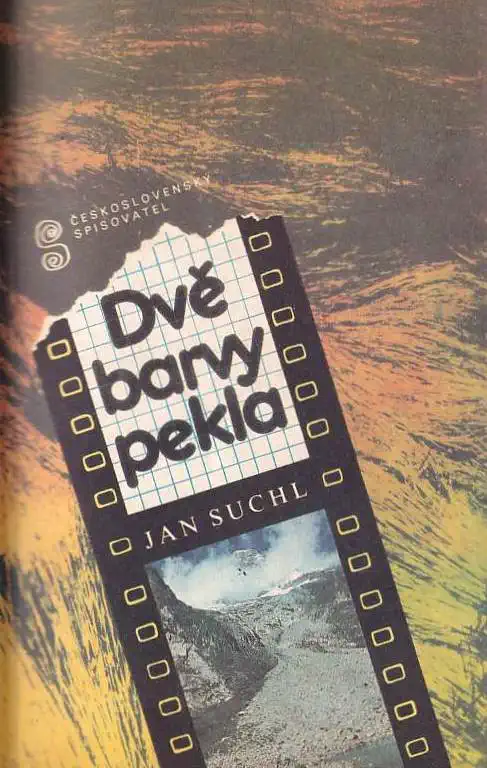 ČESKOSLOVENSKÝ
SPISOVATEL
Dvě
barvy
pekla
JAN SUCHL